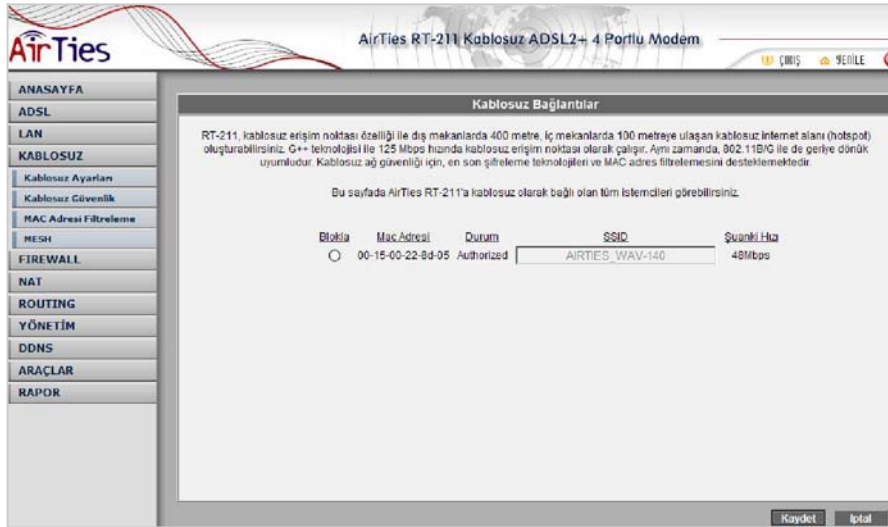 AirTies
AirTies RT-211 Kablosuz ADSL2+ 4 Portlu Modem
ÇIKIŞ YENİLE
ANASAYFA
ADSL
LAN
KABLOSUZ
Kablosuz Ayarları
Kablosuz Güvenlik
MAC Adresi Filtreleme
MESH
FIREWALL
NAT
ROUTING
YÖNETİM
DDNS
ARAÇLAR
RAPOR
Kablosuz Bağlantılar
RT-211, kablosuz erişim noktası özelliği ile dış mekanlarda 400 metre, iç mekanlarda 100 metreye ulaşan kablosuz internet alanı (hotspot)
oluşturabilirsiniz. G++ teknolojisi ile 125 Mbps hızında kablosuz erişim noktası olarak çalışır. Aynı zamanda, 802.11B/G ile de geriye dönük
uyumludur. Kablosuz ağ güvenliği için, en son şifreleme teknolojileri ve MAC adres filtrelemesini desteklemektedir.
Bu sayfada AirTies RT-211'a kablosuz olarak bağlı olan tüm istemcileri görebilirsiniz.
Blokla Mac Adresi Durum SSID Şuanki Hızı
00-15-00-22-8d-05 Authorized AIRTIES_WAV-140 48Mbps
Kaydet İptal